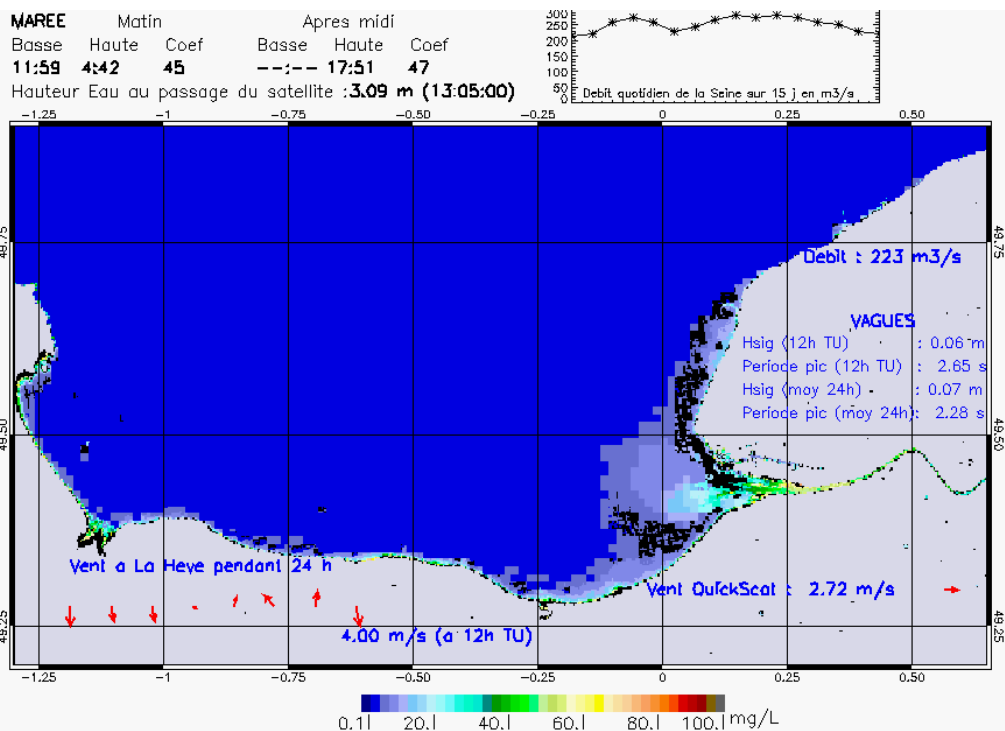 MAREE Matin Apres midi
Basse Haute Coef Basse Haute Coef
11:59 4:42 45 --:-- 17:51 47
Hauteur Eau au passage du satellite : 3.09 m (13:05:00)
300
250
200
150
100
50
0
Debit quotidien de la Seine sur 15 j en m3/s
-1.25 -1 -0.75 -0.50 -0.25 0 0.25 0.50
49.75 49.75
Debit : 223 m3/s
VAGUES
Hsig (12h TU) : 0.06 m
Periode pic (12h TU) : 2.65 s
Hsig (moy 24h) : 0.07 m
Periode pic (moy 24h): 2.28 s
49.50 49.50
Vent a La Heve pendant 24 h
Vent QuickScat : 2.72 m/s
49.25 49.25
4.00 m/s (a 12h TU)
-1.25 -1 -0.75 -0.50 -0.25 0 0.25 0.50
0.1 20.1 40.1 60.1 80.1 100.1 mg/L